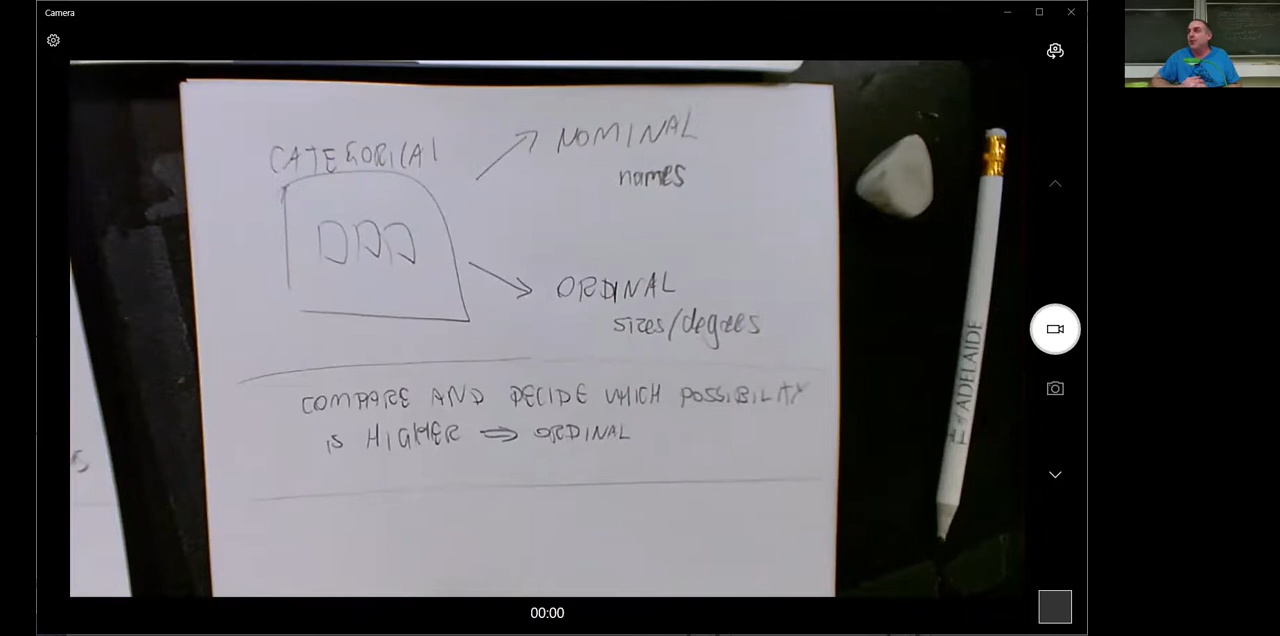 Camera
CATEGORICAL
NOMINAL
names
ORDINAL
sizes/degrees
COMPARE AND DECIDE WHICH POSSIBILITY
is HIGHER ⇒ ORDINAL
ADELAIDE
00:00